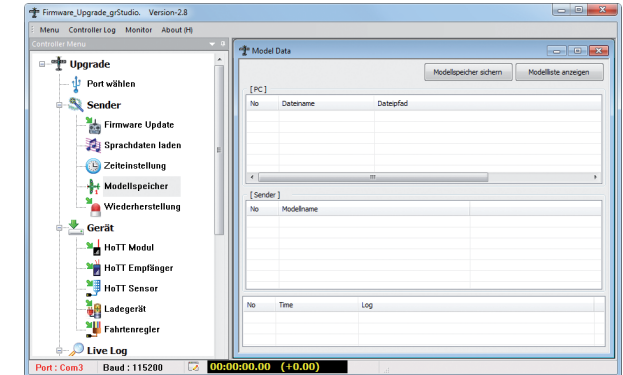 Firmware_Upgrade_grStudio. Version-2.8
Menu Controller Log Monitor About (H)
Controller Menu
Upgrade
Port wählen
Sender
Firmware Update
Sprachdaten laden
Zeiteinstellung
Modellspeicher
Wiederherstellung
Gerät
HoTT Modul
HoTT Empfänger
HoTT Sensor
Ladegerät
Fahrtenregler
Live Log
Model Data
Modellspeicher sichern Modellliste anzeigen
[PC]
No Dateiname Dateipfad
[Sender]
No Modellname
No Time Log
Port : Com3 Baud : 115200 00:00:00.00 (+0.00)